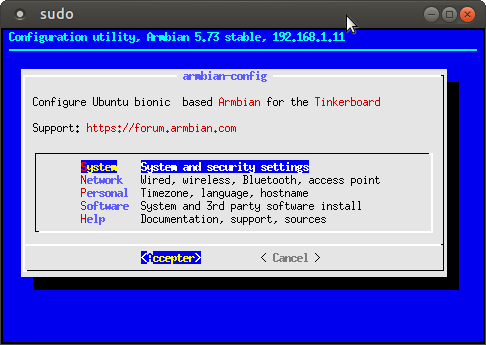 sudo
Configuration utility, Armbian 5.73 stable, 192.168.1.11
armbian-config
Configure Ubuntu bionic  based Armbian for the Tinkerboard
Support: https://forum.armbian.com
System    System and security settings
Network   Wired, wireless, Bluetooth, access point
Personal  Timezone, language, hostname
Software  System and 3rd party software install
Help      Documentation, support, sources
<Accepter>          < Cancel >